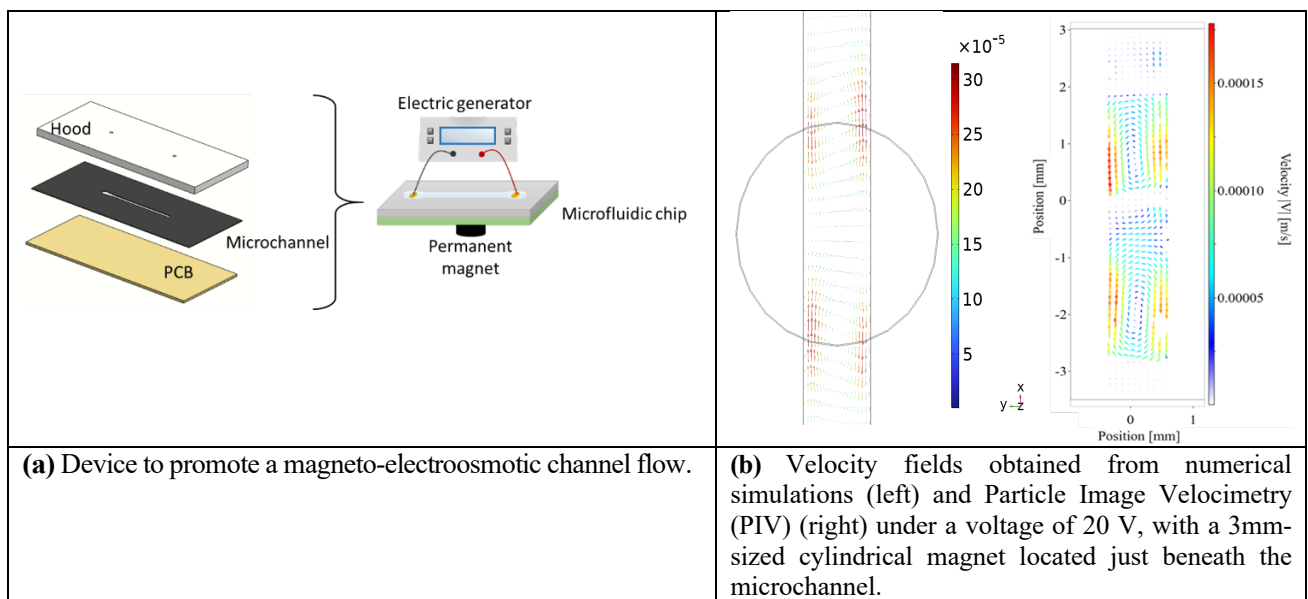 Hood
Microchannel
PCB
Electric generator
Microfluidic chip
Permanent
magnet
×10⁻⁵
30
25
20
15
10
5
x
y
z
3
2
1
0
-1
-2
-3
Position [mm]
0
1
Position [mm]
0.00015
0.00010
0.00005
Velocity |V| [m/s]
(a) Device to promote a magneto-electroosmotic channel flow.
(b) Velocity fields obtained from numerical
simulations (left) and Particle Image Velocimetry
(PIV) (right) under a voltage of 20 V, with a 3mm-
sized cylindrical magnet located just beneath the
microchannel.